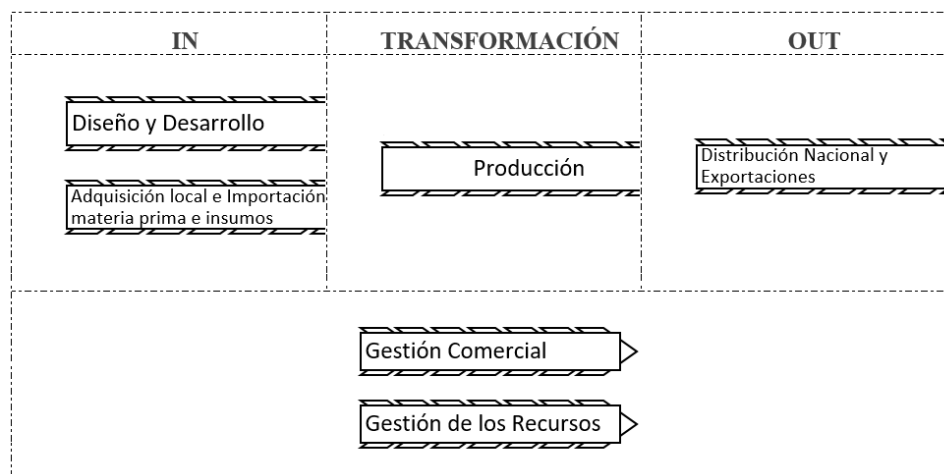 IN
TRANSFORMACIÓN
OUT
Diseño y Desarrollo
Adquisición local e Importación
materia prima e insumos
Producción
Distribución Nacional y
Exportaciones
Gestión Comercial
Gestión de los Recursos